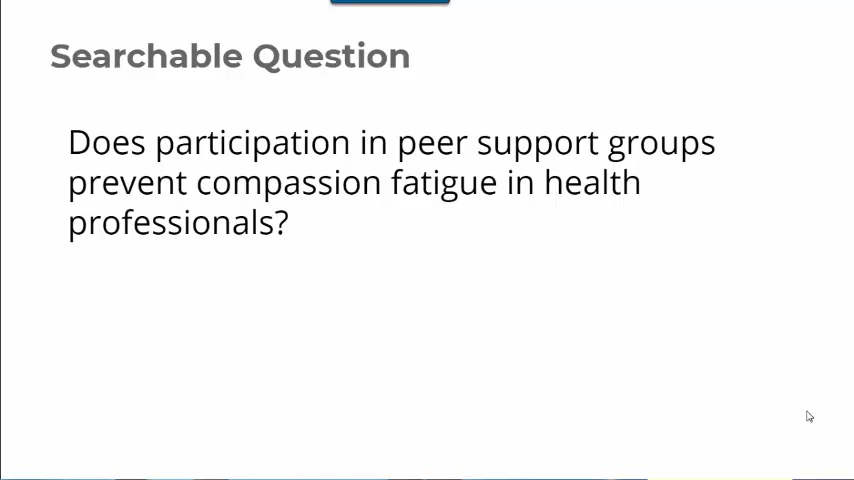 Searchable Question
Does participation in peer support groups
prevent compassion fatigue in health
professionals?